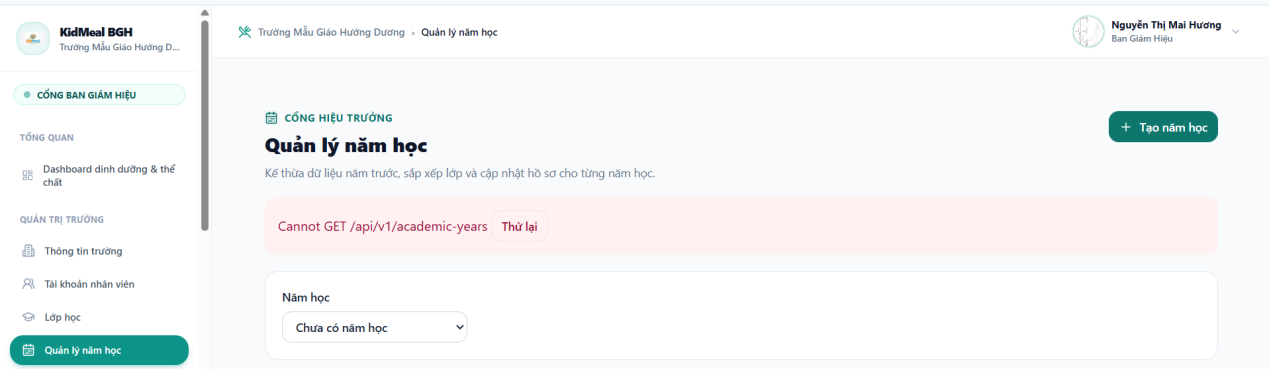 KidMeal BGH
Trường Mẫu Giáo Hướng D...
CỔNG BAN GIÁM HIỆU
TỔNG QUAN
Dashboard dinh dưỡng & thể
chất
QUẢN TRỊ TRƯỜNG
Thông tin trường
Tài khoản nhân viên
Lớp học
Quản lý năm học
Trường Mẫu Giáo Hướng Dương › Quản lý năm học
Nguyễn Thị Mai Hương
Ban Giám Hiệu
CỔNG HIỆU TRƯỞNG
Quản lý năm học
Kế thừa dữ liệu năm trước, sắp xếp lớp và cập nhật hồ sơ cho từng năm học.
+ Tạo năm học
Cannot GET /api/v1/academic-years Thử lại
Năm học
Chưa có năm học